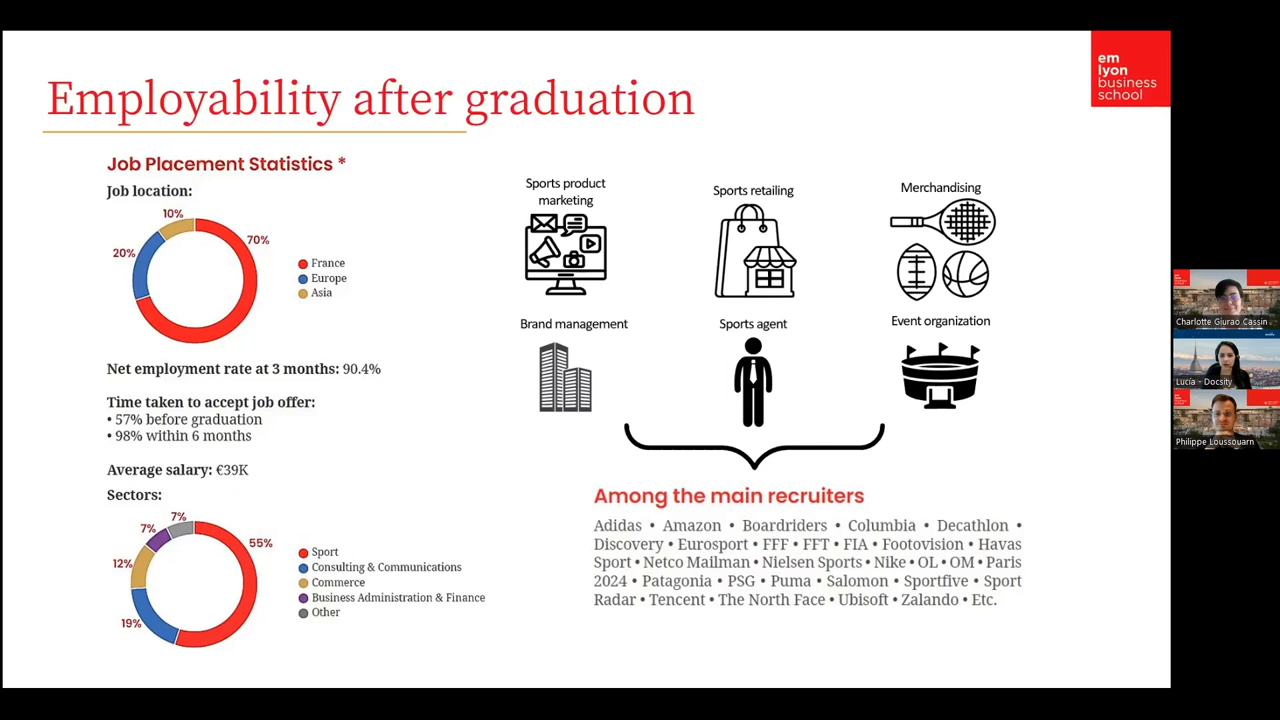 Employability after graduation
em
lyon
business
school
Job Placement Statistics *
Job location:
10%
70%
20%
France
Europe
Asia
Net employment rate at 3 months: 90.4%
Time taken to accept job offer:
• 57% before graduation
• 98% within 6 months
Average salary: €39K
Sectors:
7%
7%
55%
12%
19%
Sport
Consulting & Communications
Commerce
Business Administration & Finance
Other
Sports product
marketing
Sports retailing
Merchandising
Brand management
Sports agent
Event organization
Among the main recruiters
Adidas • Amazon • Boardriders • Columbia • Decathlon •
Discovery • Eurosport • FFF • FFT • FIA • Footovision • Havas
Sport • Netco Mailman • Nielsen Sports • Nike • OL • OM • Paris
2024 • Patagonia • PSG • Puma • Salomon • Sportfive • Sport
Radar • Tencent • The North Face • Ubisoft • Zalando • Etc.
Charlotte Giurao Cassin
Lucía - Docsity
Philippe Loussouarn